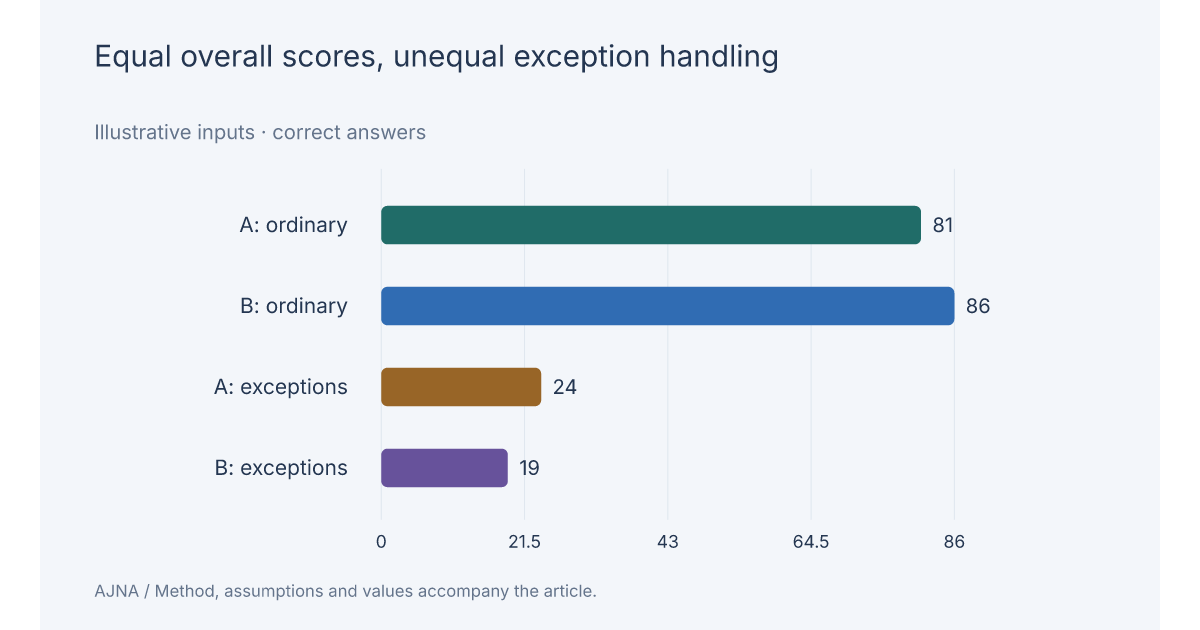 Equal overall scores, unequal exception handling
Illustrative inputs · correct answers
A: ordinary 81
B: ordinary 86
A: exceptions 24
B: exceptions 19
0 21.5 43 64.5 86
AJNA / Method, assumptions and values accompany the article.